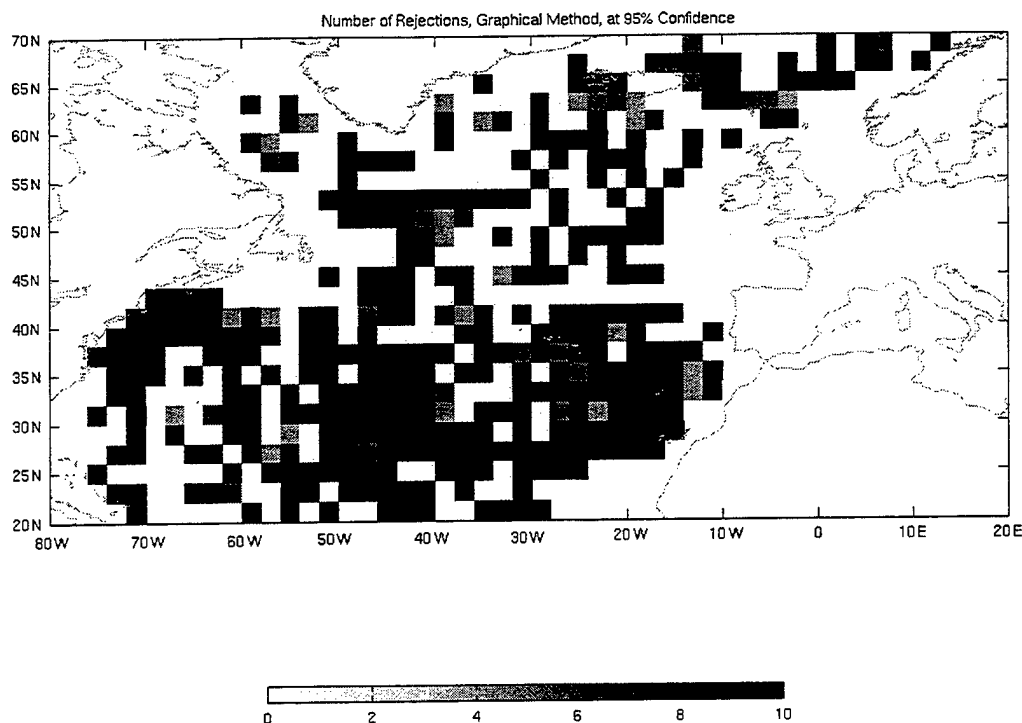 Number of Rejections, Graphical Method, at 95% Confidence
70N
65N
60N
55N
50N
45N
40N
35N
30N
25N
20N
80W 70W 60W 50W 40W 30W 20W 10W 0 10E 20E
0 2 4 6 8 10